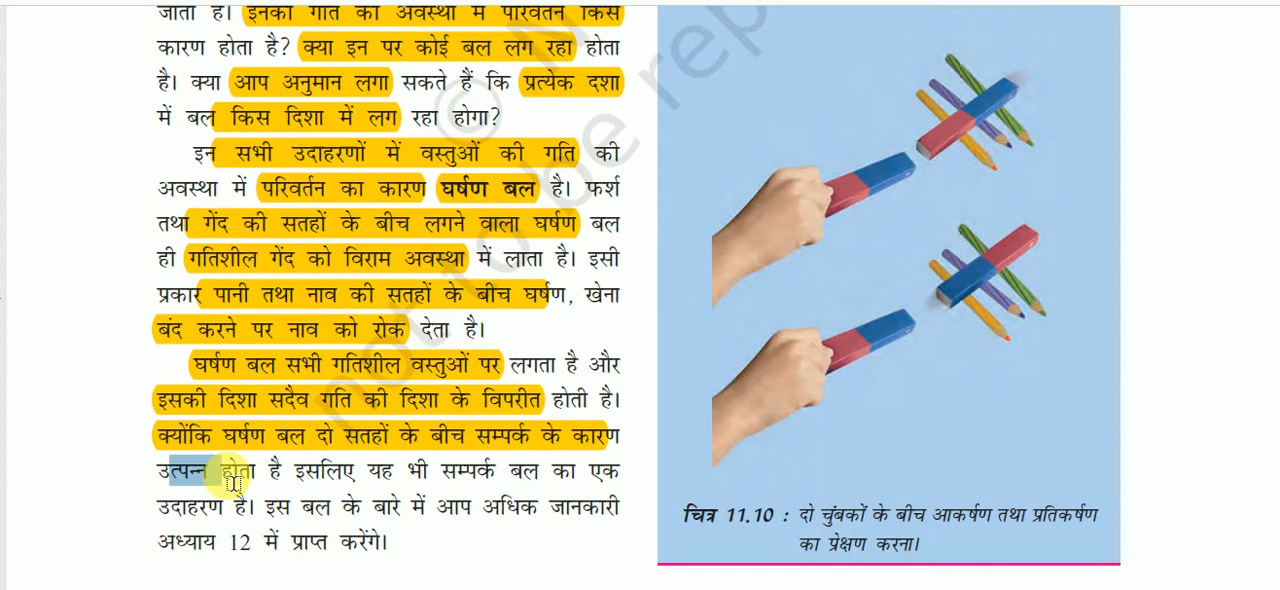 जाता है। इनकी गति की अवस्था में परिवर्तन किस
कारण होता है? क्या इन पर कोई बल लग रहा होता
है। क्या आप अनुमान लगा सकते हैं कि प्रत्येक दशा
में बल किस दिशा में लग रहा होगा?
इन सभी उदाहरणों में वस्तुओं की गति की
अवस्था में परिवर्तन का कारण घर्षण बल है। फर्श
तथा गेंद की सतहों के बीच लगने वाला घर्षण बल
ही गतिशील गेंद को विराम अवस्था में लाता है। इसी
प्रकार पानी तथा नाव की सतहों के बीच घर्षण, खेना
बंद करने पर नाव को रोक देता है।
घर्षण बल सभी गतिशील वस्तुओं पर लगता है और
इसकी दिशा सदैव गति की दिशा के विपरीत होती है।
क्योंकि घर्षण बल दो सतहों के बीच सम्पर्क के कारण
उत्पन्न होता है इसलिए यह भी सम्पर्क बल का एक
उदाहरण है। इस बल के बारे में आप अधिक जानकारी
अध्याय 12 में प्राप्त करेंगे।
चित्र 11.10 : दो चुंबकों के बीच आकर्षण तथा प्रतिकर्षण
का प्रेक्षण करना।
© N
not to be rep